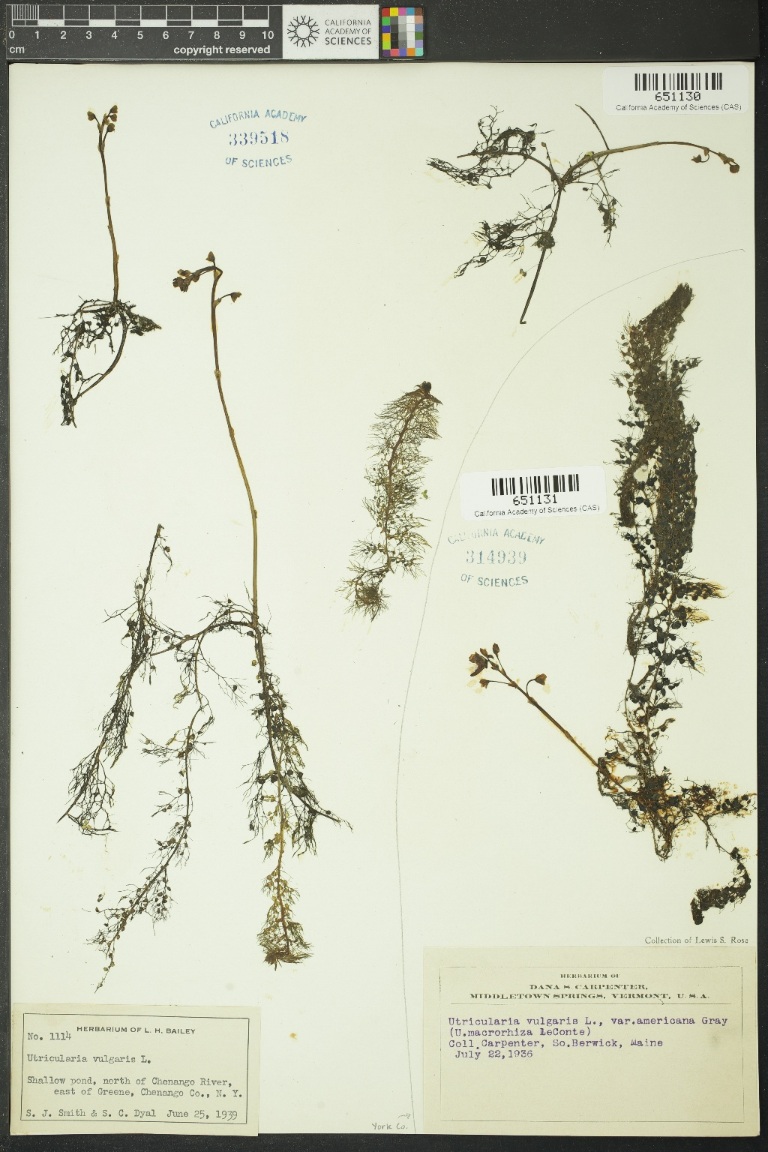 0 1 2 3 4 5 6 7 8 9 10
cm copyright reserved
CALIFORNIA
ACADEMY OF
SCIENCES
651130
California Academy of Sciences (CAS)
CALIFORNIA ACADEMY
339518
OF SCIENCES
651131
California Academy of Sciences (CAS)
CALIFORNIA ACADEMY
314939
OF SCIENCES
Collection of Lewis S. Rose
HERBARIUM OF
DANA S. CARPENTER,
MIDDLETOWN SPRINGS, VERMONT, U. S. A.
Utricularia vulgaris L., var.americana Gray
(U.macrorhiza LeConte)
Coll.Carpenter, So.Berwick, Maine
July 22,1936
HERBARIUM OF L. H. BAILEY
No. 1114
Utricularia vulgaris L.
Shallow pond, north of Chenango River,
east of Greene, Chenango Co., N. Y.
S. J. Smith & S. C. Dyal June 25, 1939
York Co.